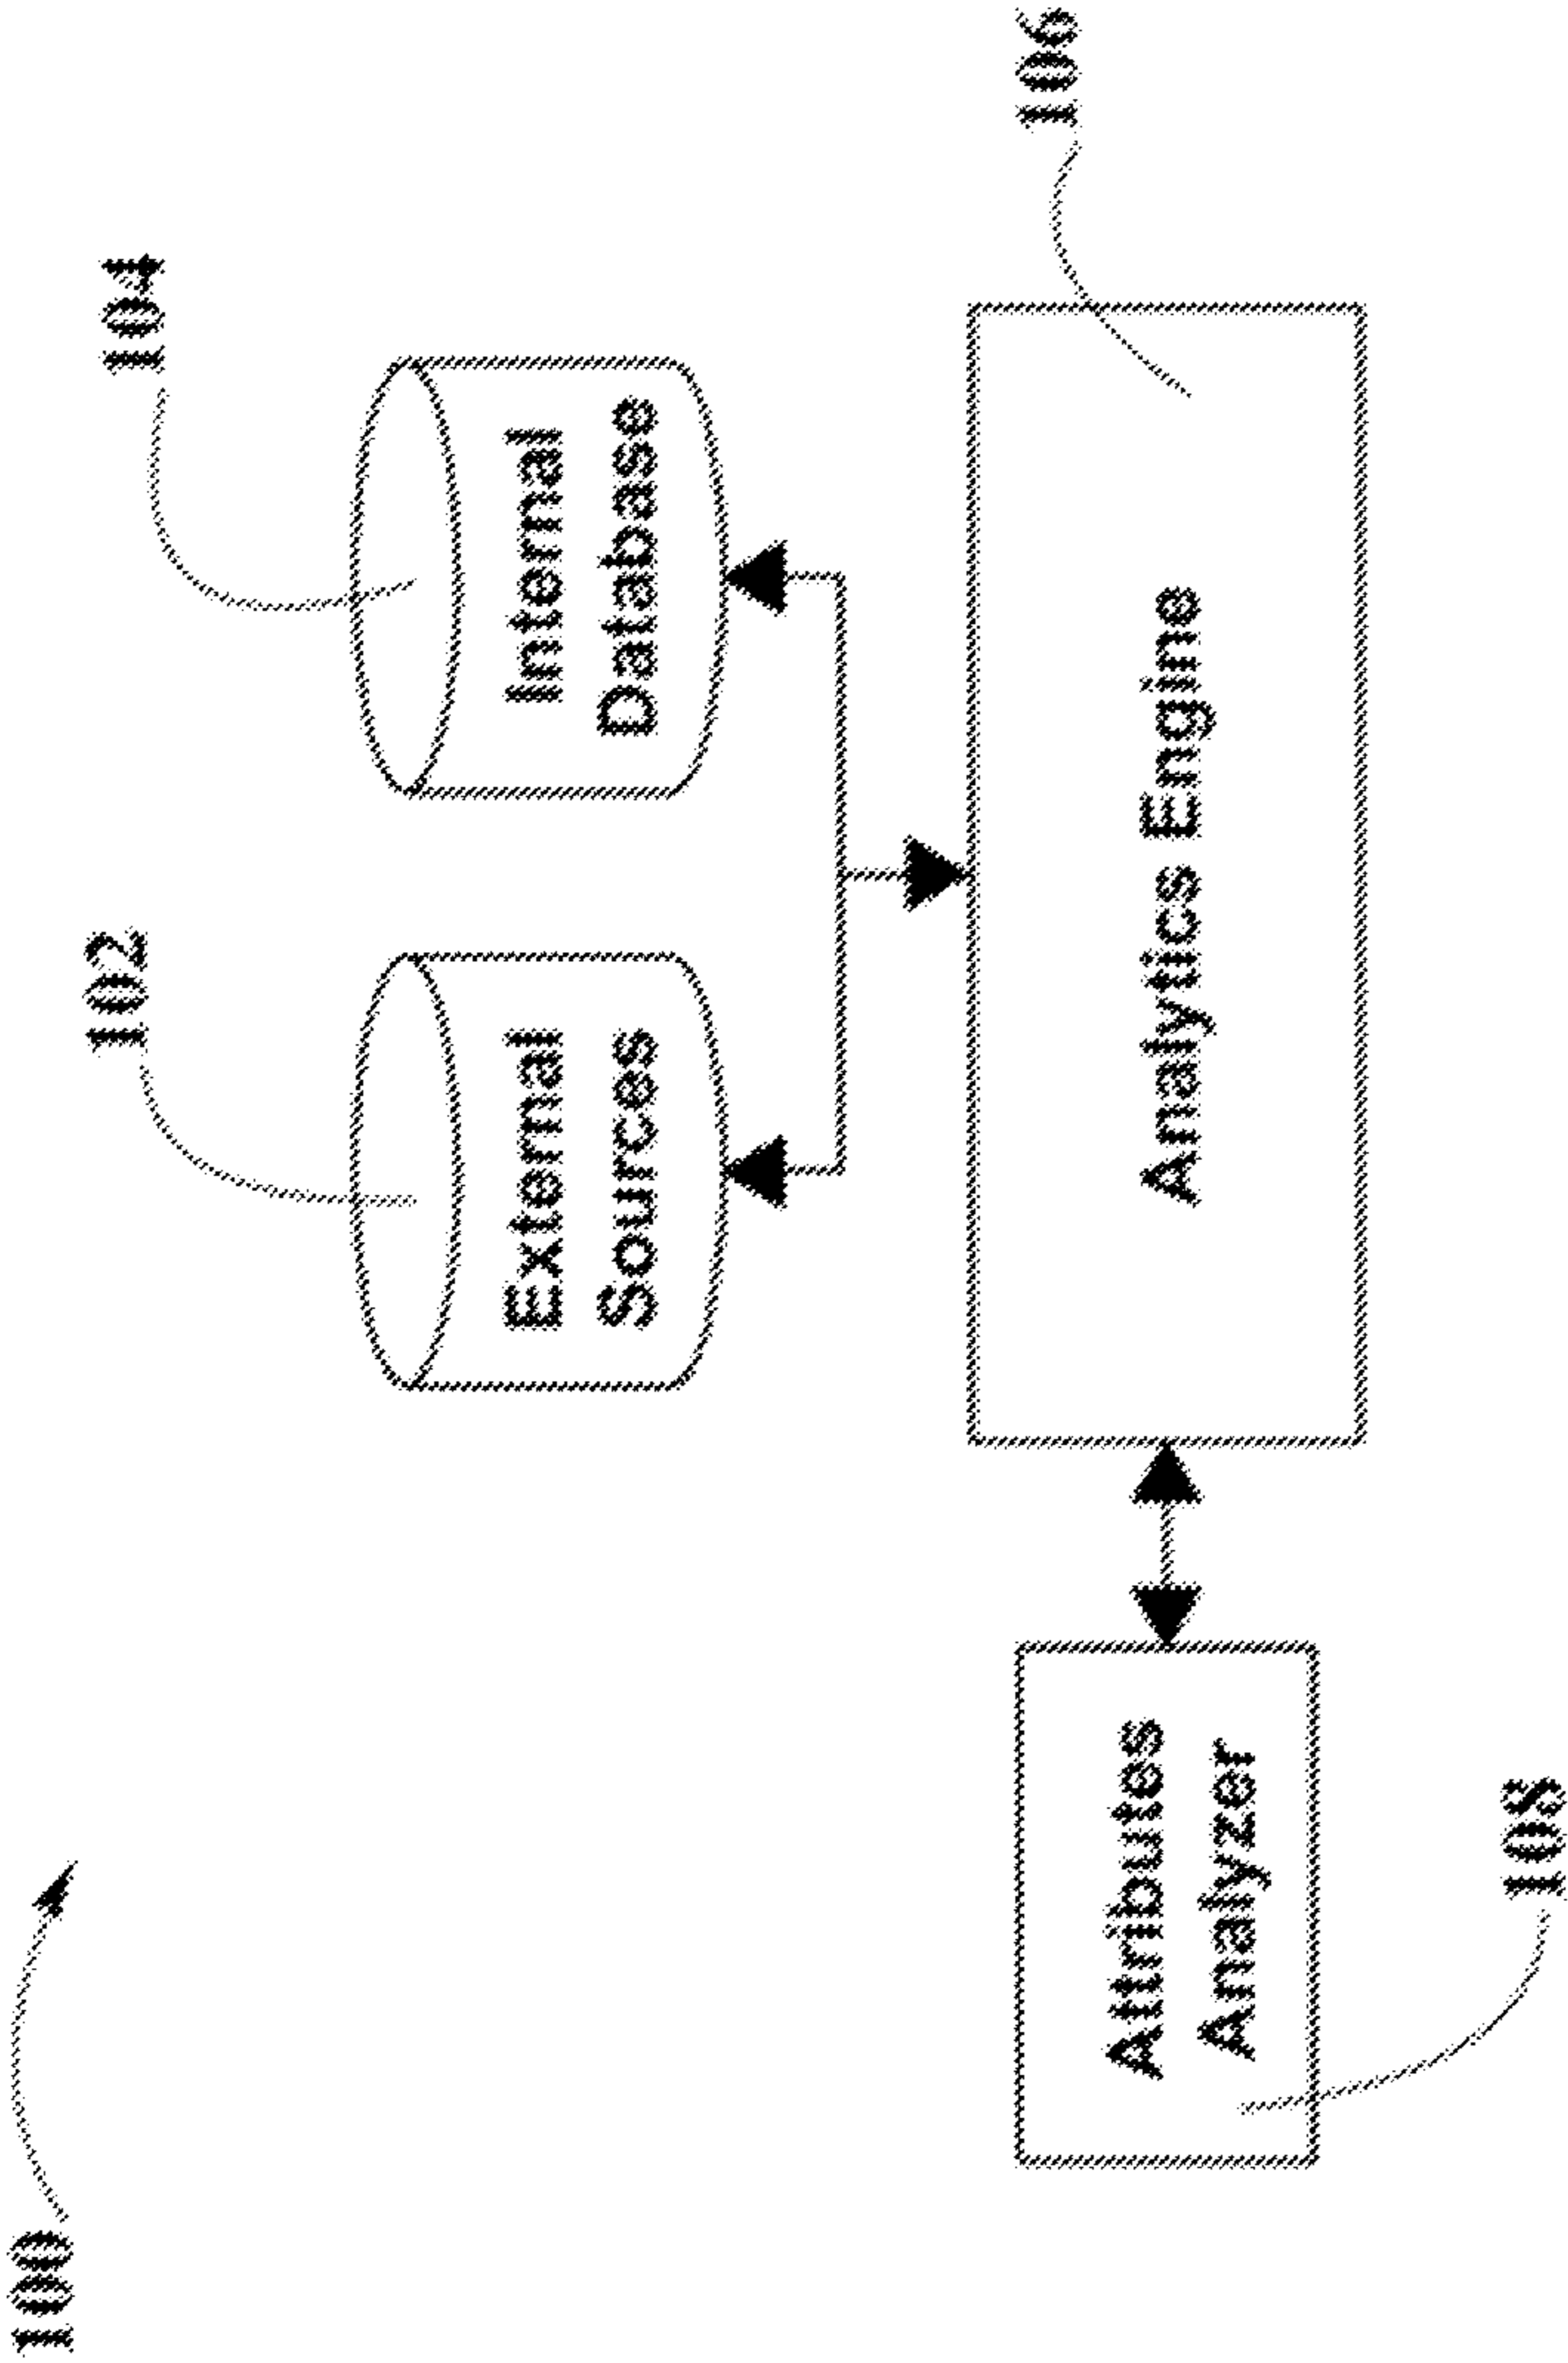 100
102
104
External
Sources
Internal
Database
106
Attributes
Analyzer
Analytics Engine
108